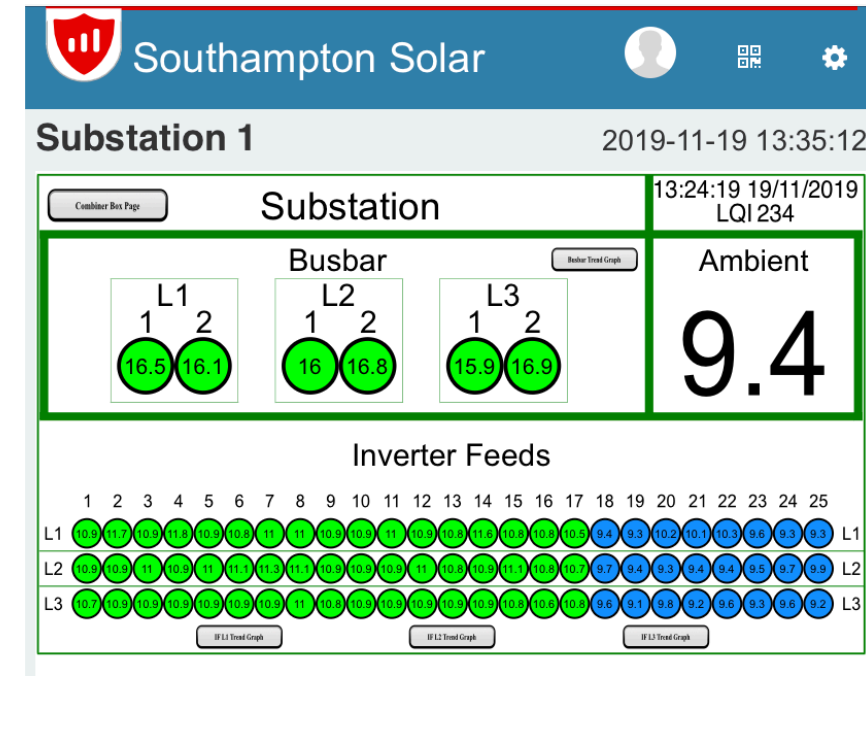 Southampton Solar
Substation 1 2019-11-19 13:35:12
Combiner Box Page Substation 13:24:19 19/11/2019
LQI 234
Busbar Busbar Trend Graph Ambient
L1 L2 L3
1 2 1 2 1 2
16.5 16.1 16 16.8 15.9 16.9 9.4
Inverter Feeds
1 2 3 4 5 6 7 8 9 10 11 12 13 14 15 16 17 18 19 20 21 22 23 24 25
L1 10.9 11.7 10.9 11.8 10.9 10.8 11 11 10.9 10.9 11 10.9 10.8 11.6 10.8 10.8 10.5 9.4 9.3 10.2 10.1 10.3 9.6 9.3 9.3 L1
L2 10.9 10.9 11 10.9 11 11.1 11.3 11.1 10.9 10.9 10.9 11 10.8 10.9 11.1 10.8 10.7 9.7 9.4 9.3 9.4 9.4 9.5 9.7 9.9 L2
L3 10.7 10.9 10.9 10.9 10.9 10.9 10.9 11 10.8 10.9 10.9 10.9 10.9 10.9 10.8 10.6 10.8 9.6 9.1 9.8 9.2 9.6 9.3 9.6 9.2 L3
IF L1 Trend Graph IF L2 Trend Graph IF L3 Trend Graph